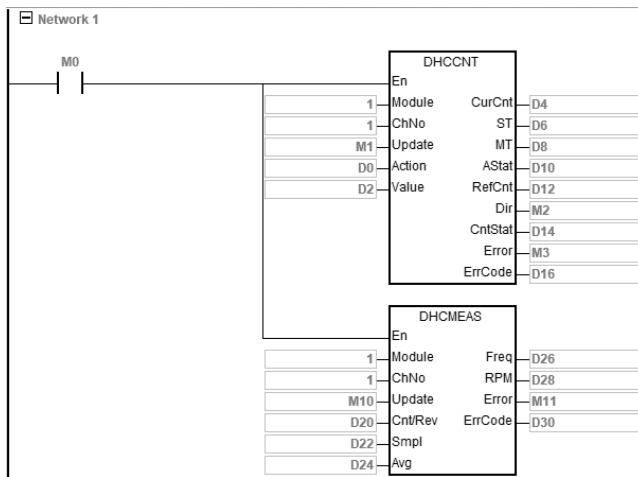 Network 1
M0
DHCCNT
En
1 Module CurCnt D4
1 ChNo ST D6
M1 Update MT D8
D0 Action AStat D10
D2 Value RefCnt D12
Dir M2
CntStat D14
Error M3
ErrCode D16
DHCMEAS
En
1 Module Freq D26
1 ChNo RPM D28
M10 Update Error M11
D20 Cnt/Rev ErrCode D30
D22 Smpl
D24 Avg